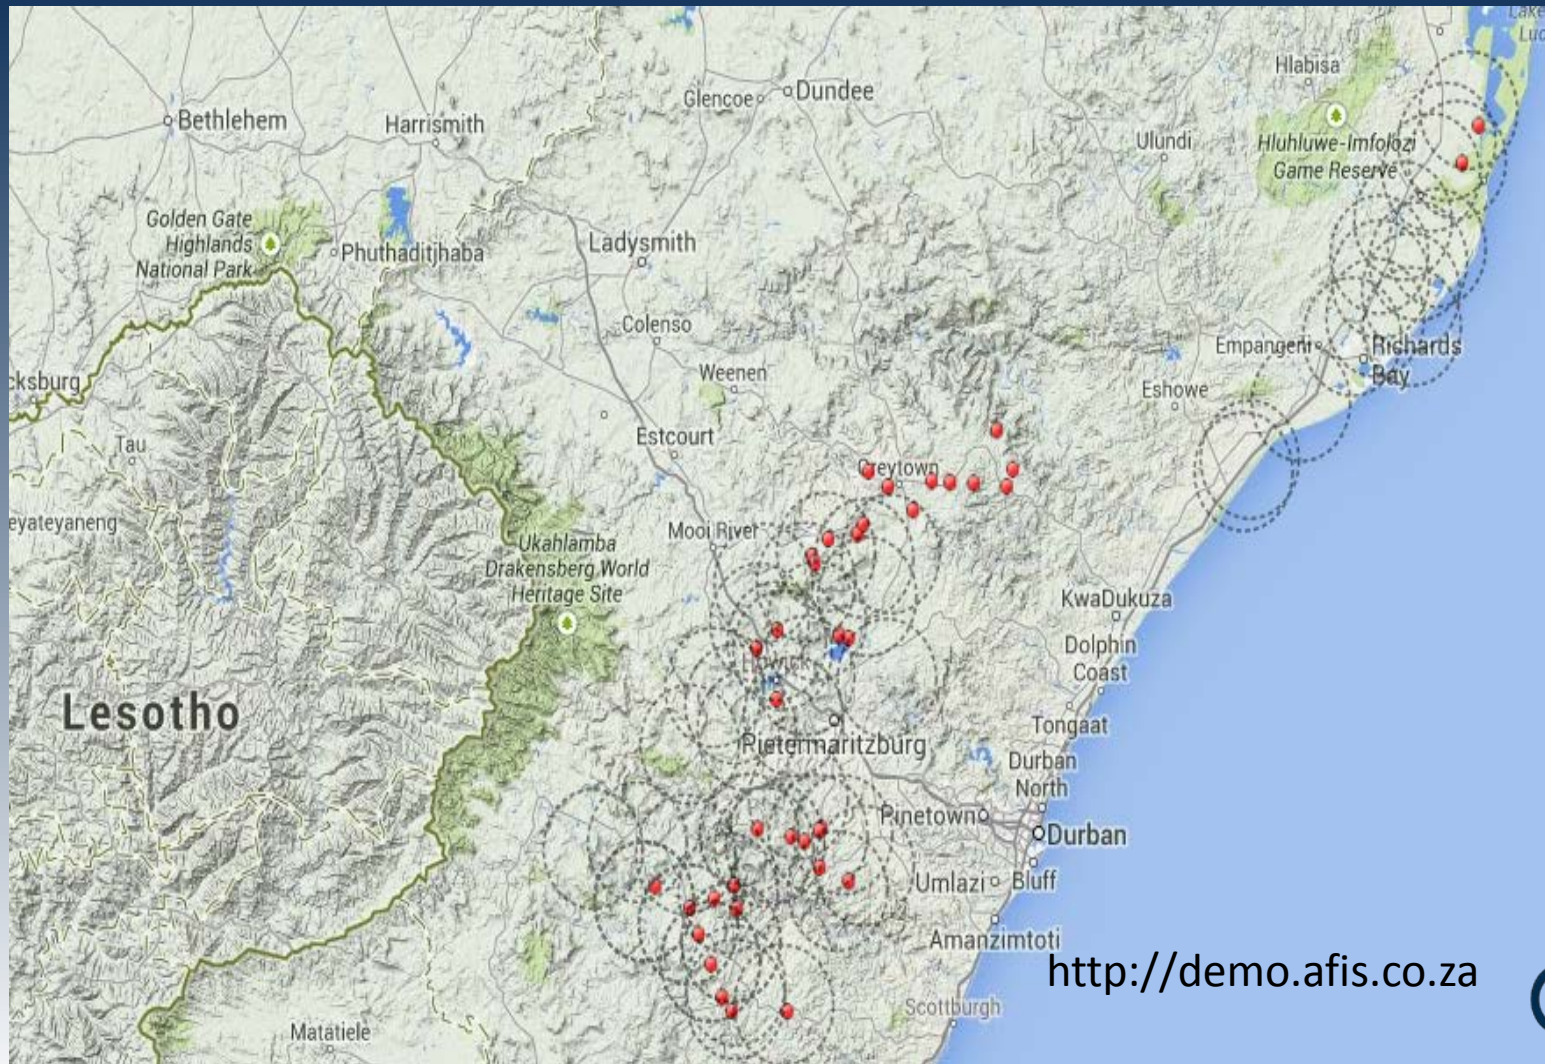 Lake
Luc
Hlabisa
Glencoe
Dundee
Bethlehem
Harrismith
Ulundi
Hluhluwe-Imfolozi
Game Reserve
Golden Gate
Highlands
National Park
Phuthaditjhaba
Ladysmith
Colenso
Empangeni
Richards
Bay
Weenen
cksburg
Eshowe
Tau
Estcourt
Greytown
eyateyaneng
Mooi River
Ukahlamba
Drakensberg World
Heritage Site
KwaDukuza
Dolphin
Coast
Howick
Lesotho
Tongaat
Pietermaritzburg
Durban
North
Pinetown
Durban
Umlazi
Bluff
Amanzimtoti
http://demo.afis.co.za
Scottburgh
Matatiele